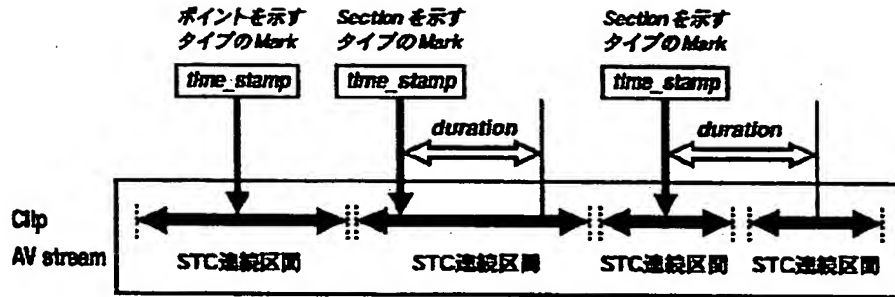 ポイントを示す
タイプのMark
time_stamp
Sectionを示す
タイプのMark
time_stamp
duration
Sectionを示す
タイプのMark
time_stamp
duration
Clip
AV stream
STC連続区間
STC連続区間
STC連続区間
STC連続区間